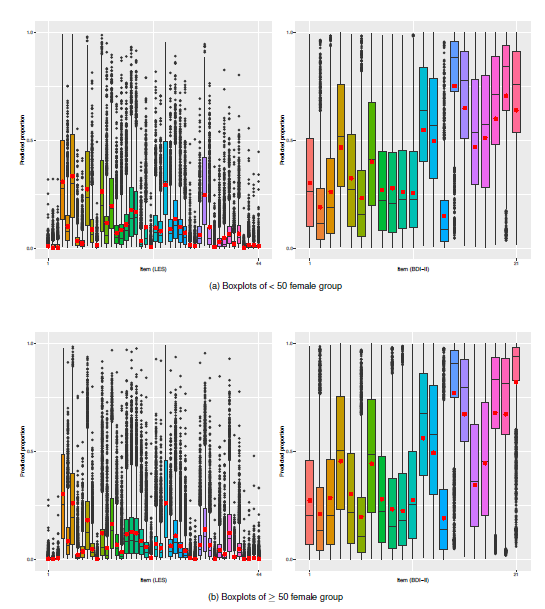 1.0
0.5
0.0
Predicted proportion
1
44
Item (LES)
1.0
0.5
0.0
Predicted proportion
1
21
Item (BDI-II)
(a) Boxplots of < 50 female group
1.0
0.5
0.0
Predicted proportion
1
44
Item (LES)
1.0
0.5
0.0
Predicted proportion
1
21
Item (BDI-II)
(b) Boxplots of ≥ 50 female group